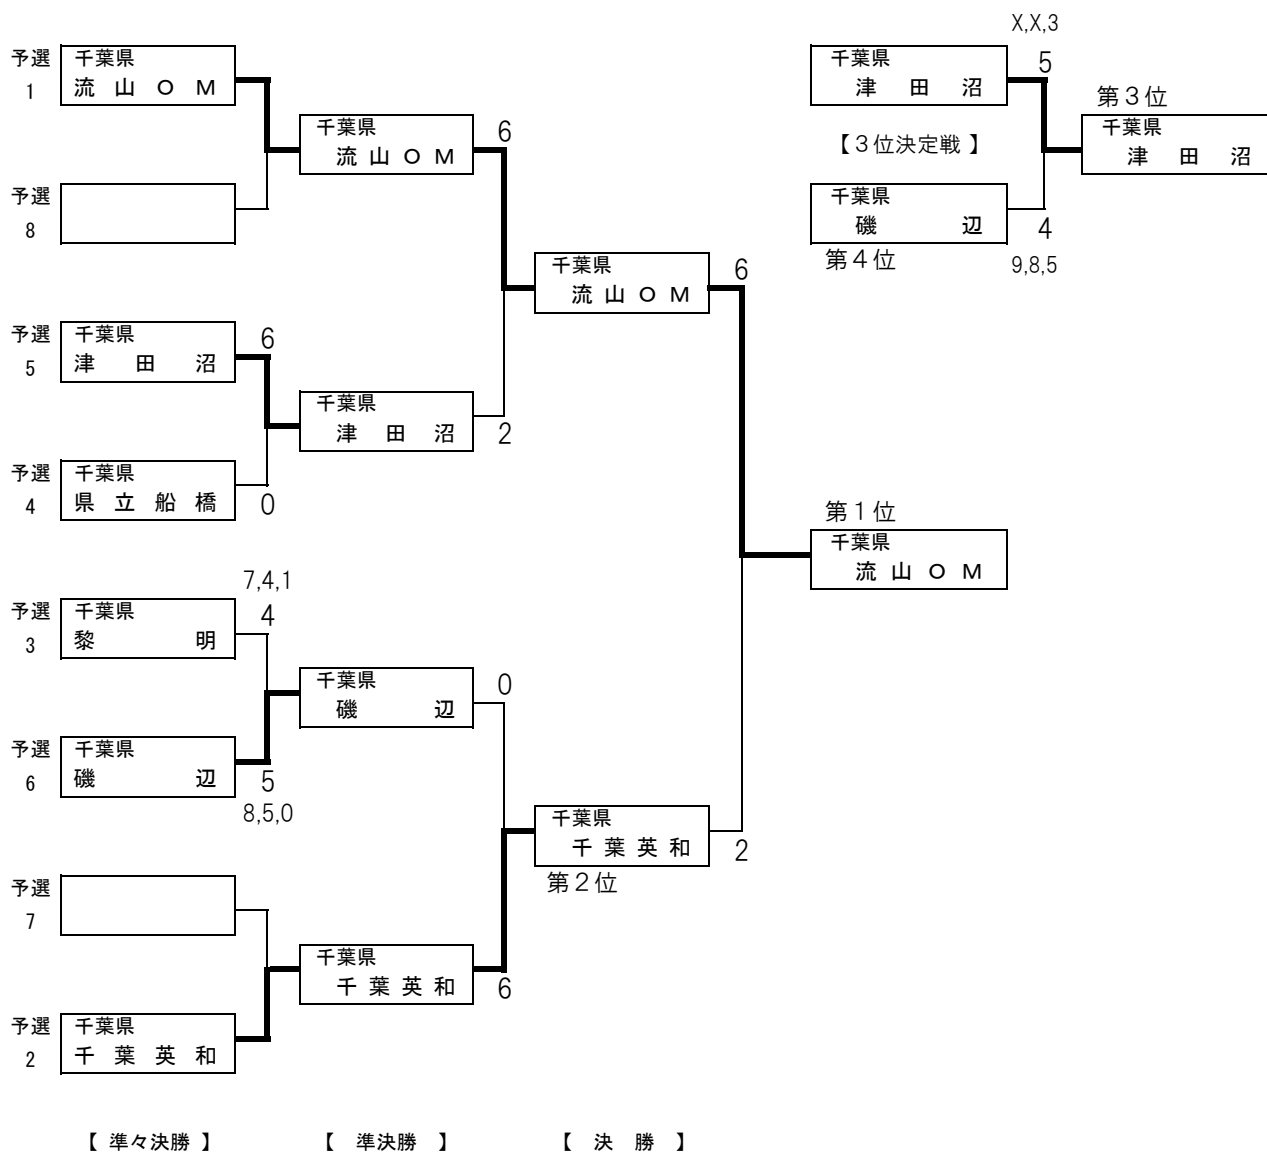 予選
1
千葉県
流山ＯＭ
予選
8
予選
5
千葉県
津田沼
6
予選
4
千葉県
県立船橋
0
7,4,1
予選
3
千葉県
黎明
4
予選
6
千葉県
磯辺
5
8,5,0
予選
7
予選
2
千葉県
千葉英和
千葉県
流山ＯＭ
6
千葉県
津田沼
2
千葉県
磯辺
0
千葉県
千葉英和
6
千葉県
流山ＯＭ
6
千葉県
千葉英和
2
第２位
第１位
千葉県
流山ＯＭ
X,X,3
千葉県
津田沼
5
【３位決定戦】
千葉県
磯辺
4
第４位
9,8,5
第３位
千葉県
津田沼
【 準々決勝 】
【 準決勝 】
【 決 勝 】